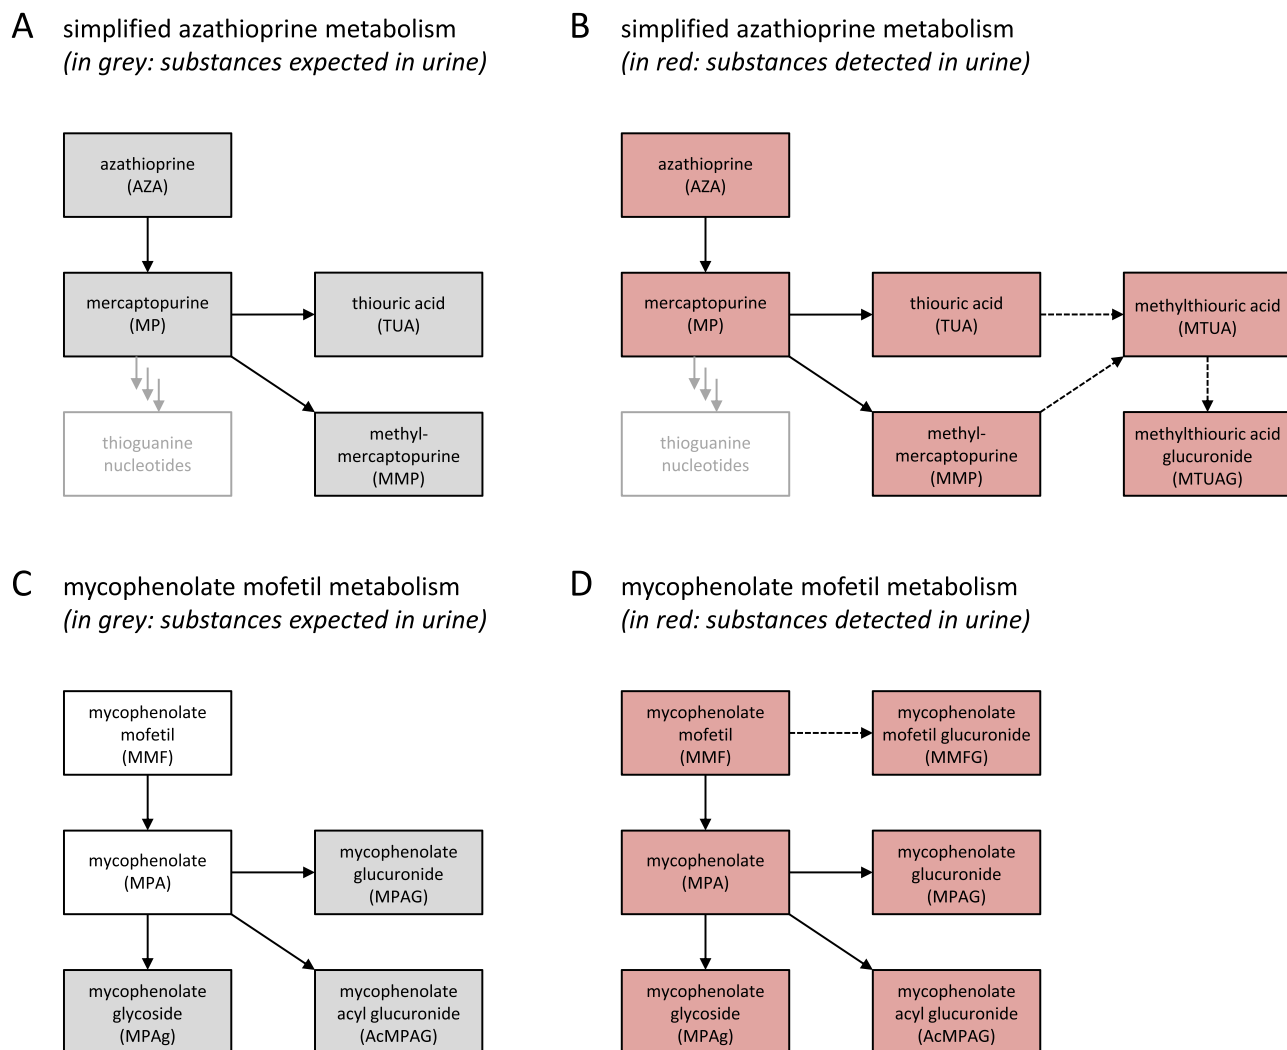 A simplified azathioprine metabolism
(in grey: substances expected in urine)
azathioprine
(AZA)
mercaptopurine
(MP)
thiouric acid
(TUA)
thioguanine
nucleotides
methyl-
mercaptopurine
(MMP)
B simplified azathioprine metabolism
(in red: substances detected in urine)
azathioprine
(AZA)
mercaptopurine
(MP)
thiouric acid
(TUA)
methylthiouric acid
(MTUA)
thioguanine
nucleotides
methyl-
mercaptopurine
(MMP)
methylthiouric acid
glucuronide
(MTUAG)
C mycophenolate mofetil metabolism
(in grey: substances expected in urine)
mycophenolate
mofetil
(MMF)
mycophenolate
(MPA)
mycophenolate
glucuronide
(MPAG)
mycophenolate
glycoside
(MPAg)
mycophenolate
acyl glucuronide
(AcMPAG)
D mycophenolate mofetil metabolism
(in red: substances detected in urine)
mycophenolate
mofetil
(MMF)
mycophenolate
mofetil glucuronide
(MMFG)
mycophenolate
(MPA)
mycophenolate
glucuronide
(MPAG)
mycophenolate
glycoside
(MPAg)
mycophenolate
acyl glucuronide
(AcMPAG)